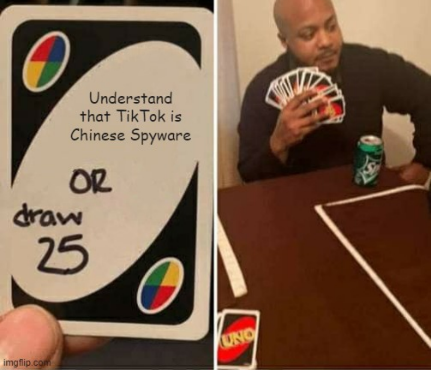 Understand
that TikTok is
Chinese Spyware
OR
draw
25
UNO
imgflip.com